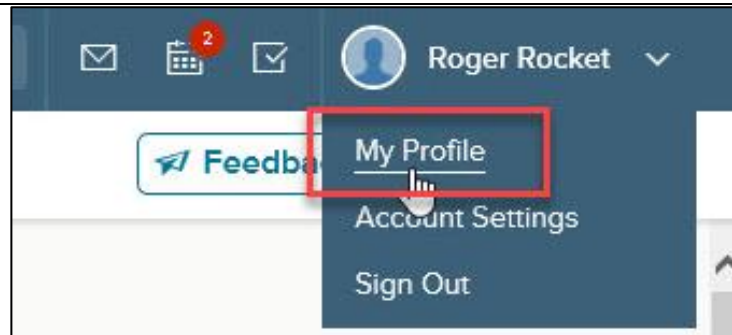 2
Roger Rocket
Feedba
My Profile
Account Settings
Sign Out